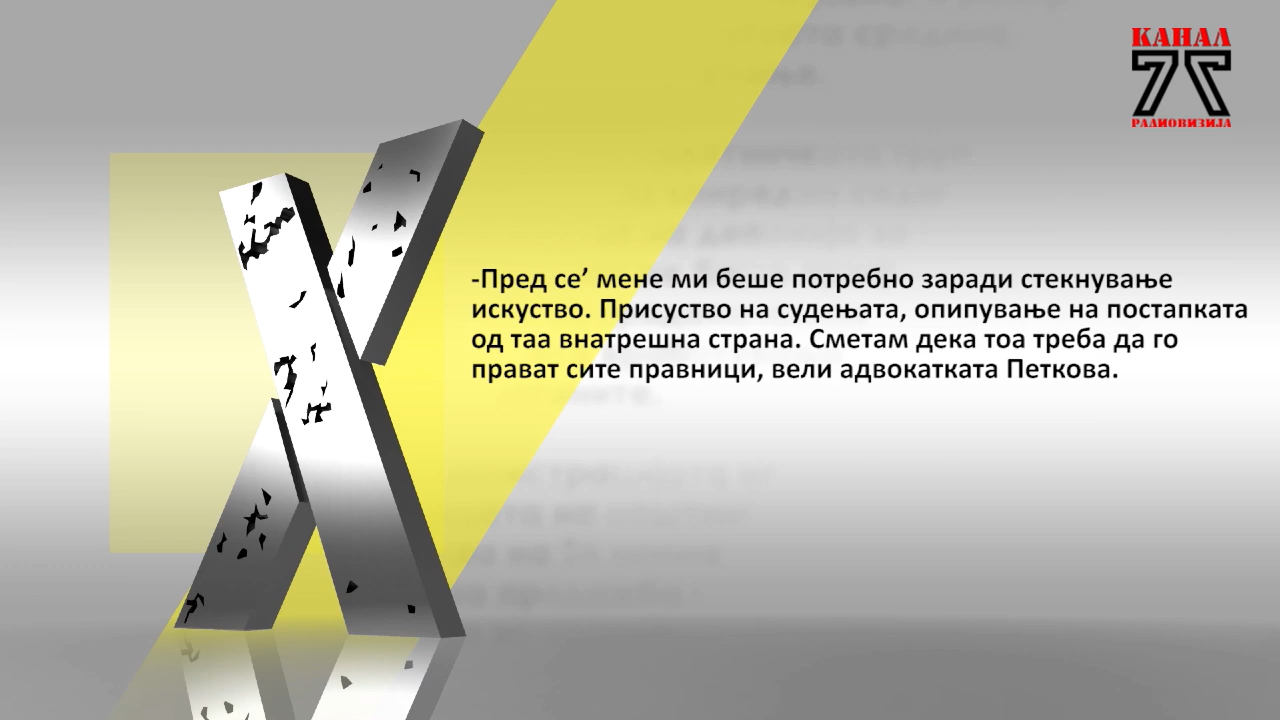 КАНАЛ
77
РАДИОВИЗИЈА
-Пред се’ мене ми беше потребно заради стекнување
искуство. Присуство на судењата, опипување на постапката
од таа внатрешна страна. Сметам дека тоа треба да го
прават сите правници, вели адвокатката Петкова.